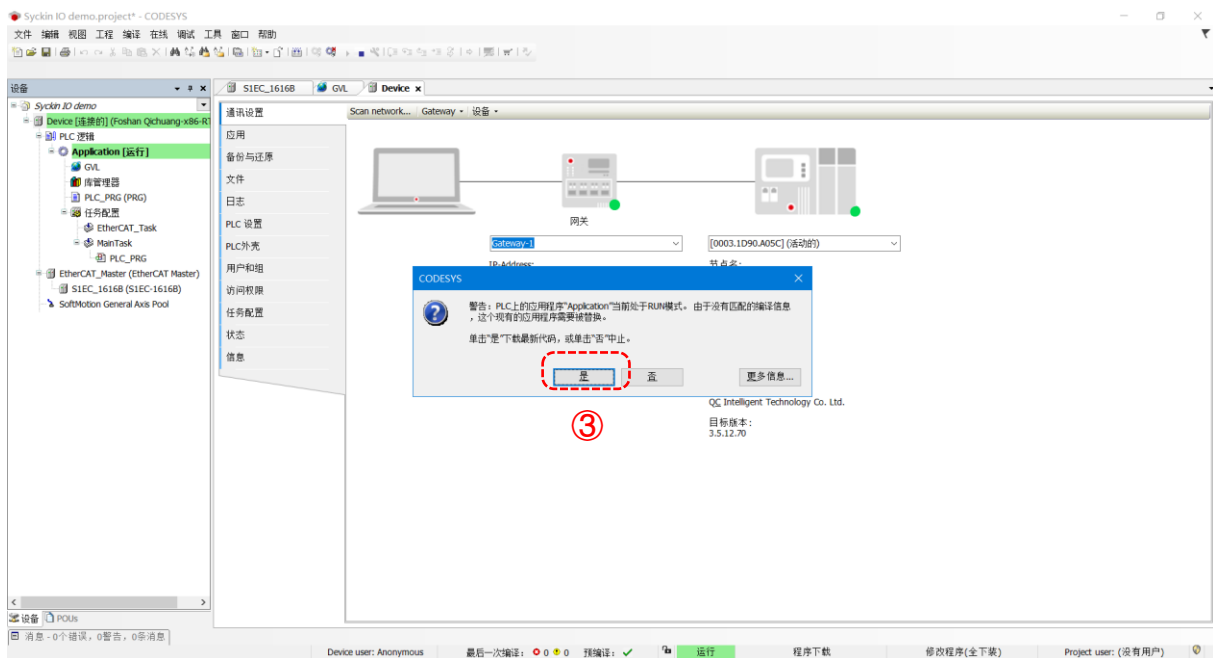 Syckin IO demo.project* - CODESYS
文件 编辑 视图 工程 编译 在线 调试 工具 窗口 帮助
设备
S1EC_1616B GVL Device
Syckin IO demo
Device [连接的] (Foshan Qichuang-x86-RT
PLC 逻辑
Application [运行]
GVL
库管理器
PLC_PRG (PRG)
任务配置
EtherCAT_Task
MainTask
PLC_PRG
EtherCAT_Master (EtherCAT Master)
S1EC_1616B (S1EC-1616B)
SoftMotion General Axis Pool
通讯设置
应用
备份与还原
文件
日志
PLC 设置
PLC外壳
用户和组
访问权限
任务配置
状态
信息
Scan network... Gateway 设备
网关
Gateway-1
[0003.1D90.A05C] (活动的)
IP-Address:
节点名:
CODESYS
警告: PLC上的应用程序"Application"当前处于RUN模式。由于没有匹配的编译信息
，这个现有的应用程序需要被替换。
单击"是"下载最新代码，或单击"否"中止。
是 否 更多信息...
③
QC Intelligent Technology Co. Ltd.
目标版本:
3.5.12.70
设备 POUs
消息 - 0个错误，0警告，0条消息
Device user: Anonymous 最后一次编译: 0 0 预编译: 运行 程序下载 修改程序(全下装) Project user: (没有用户)